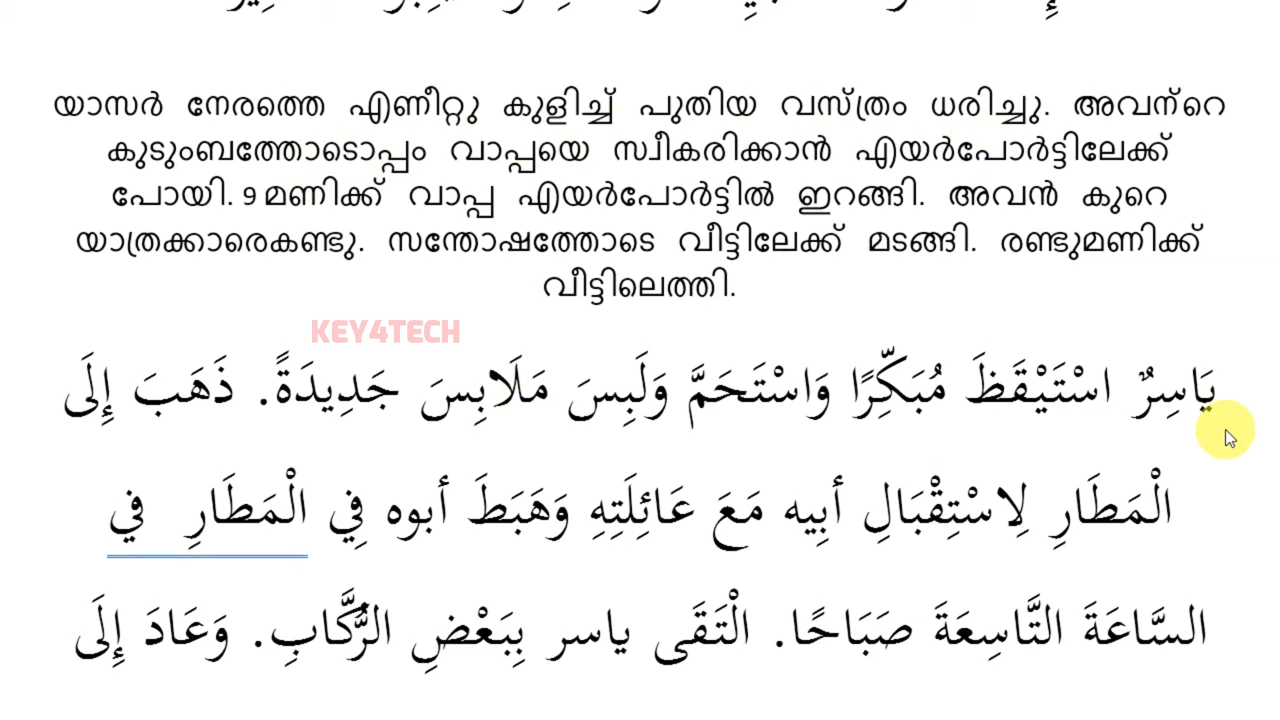 യാസർ നേരത്തെ എണീറ്റു കുളിച്ച് പുതിയ വസ്ത്രം ധരിച്ചു. അവന്റെ
കുടുംബത്തോടൊപ്പം വാപ്പയെ സ്വീകരിക്കാൻ എയർപോർട്ടിലേക്ക്
പോയി. 9 മണിക്ക് വാപ്പ എയർപോർട്ടിൽ ഇറങ്ങി. അവൻ കുറെ
യാത്രക്കാരെകണ്ടു. സന്തോഷത്തോടെ വീട്ടിലേക്ക് മടങ്ങി. രണ്ടുമണിക്ക്
വീട്ടിലെത്തി.
KEY4TECH
يَاسِرٌ اسْتَيْقَظَ مُبَكِّرًا وَاسْتَحَمَّ وَلَبِسَ مَلَابِسَ جَدِيدَةً. ذَهَبَ إِلَى
الْمَطَارِ لِاسْتِقْبَالِ أبِيه مَعَ عَائِلَتِهِ وَهَبَطَ أبوه فِي الْمَطَارِ في
السَّاعَةَ التَّاسِعَةَ صَبَاحًا. الْتَقَى ياسر بِبَعْضِ الرُّكَّابِ. وَعَادَ إِلَى